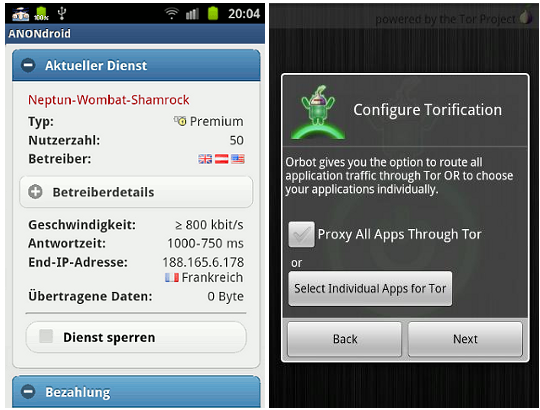 100%
20:04
ANONdroid
Aktueller Dienst
Neptun-Wombat-Shamrock
Typ: Premium
Nutzerzahl: 50
Betreiber:
Betreiberdetails
Geschwindigkeit: ≥ 800 kbit/s
Antwortzeit: 1000-750 ms
End-IP-Adresse: 188.165.6.178
Frankreich
Übertragene Daten: 0 Byte
Dienst sperren
Bezahlung
powered by the Tor Project
Configure Torification
Orbot gives you the option to route all
application traffic through Tor OR to choose
your applications individually.
Proxy All Apps Through Tor
or
Select Individual Apps for Tor
Back
Next